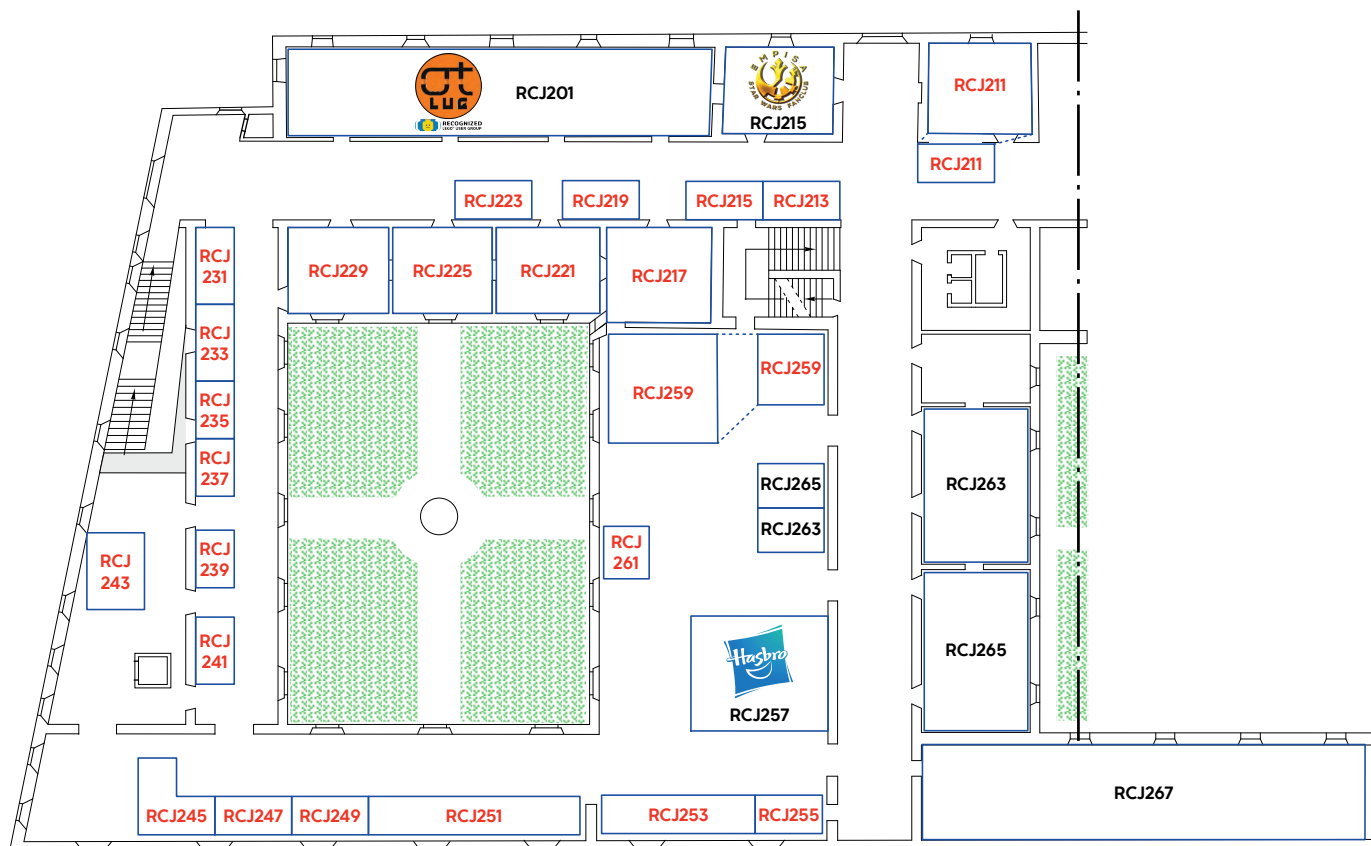 at
LUG
RECOGNIZED
LEGO® USER GROUP
RCJ201
EMPISA
STAR WARS FANCLUB
RCJ215
RCJ211
RCJ211
RCJ223
RCJ219
RCJ215
RCJ213
RCJ
231
RCJ229
RCJ225
RCJ221
RCJ217
RCJ
233
RCJ259
RCJ259
RCJ
235
RCJ
237
RCJ265
RCJ263
RCJ263
RCJ
239
RCJ
243
RCJ
261
RCJ
241
Hasbro
RCJ257
RCJ265
RCJ245
RCJ247
RCJ249
RCJ251
RCJ253
RCJ255
RCJ267